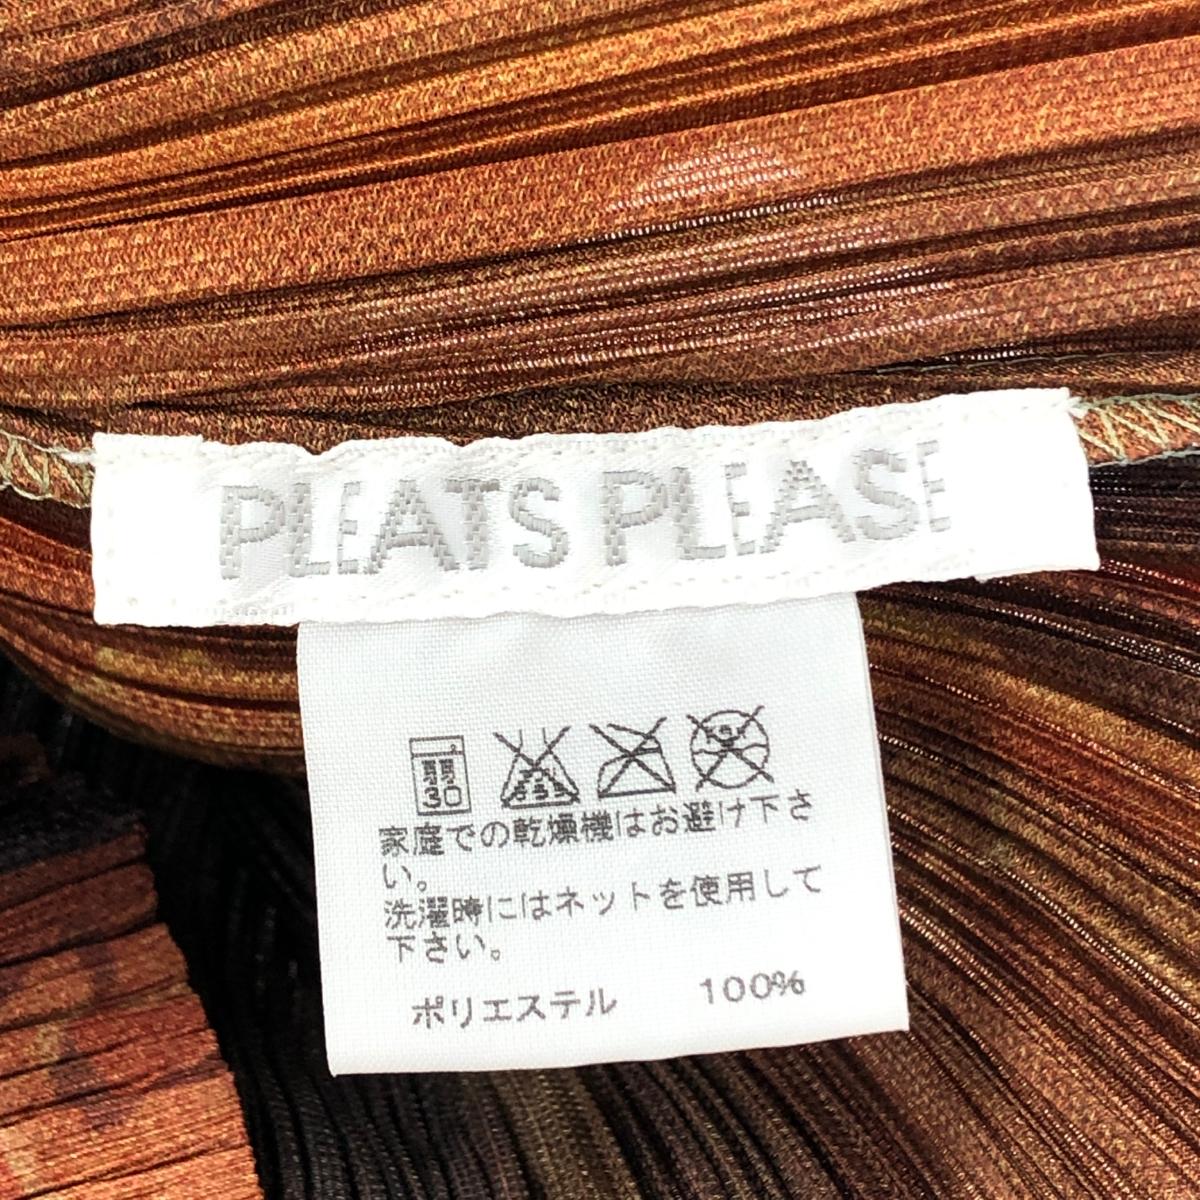 PLEATS PLEASE
弱
30
家庭での乾燥機はお避け下さ
い。
洗濯時にはネットを使用して
下さい。
ポリエステル 100%